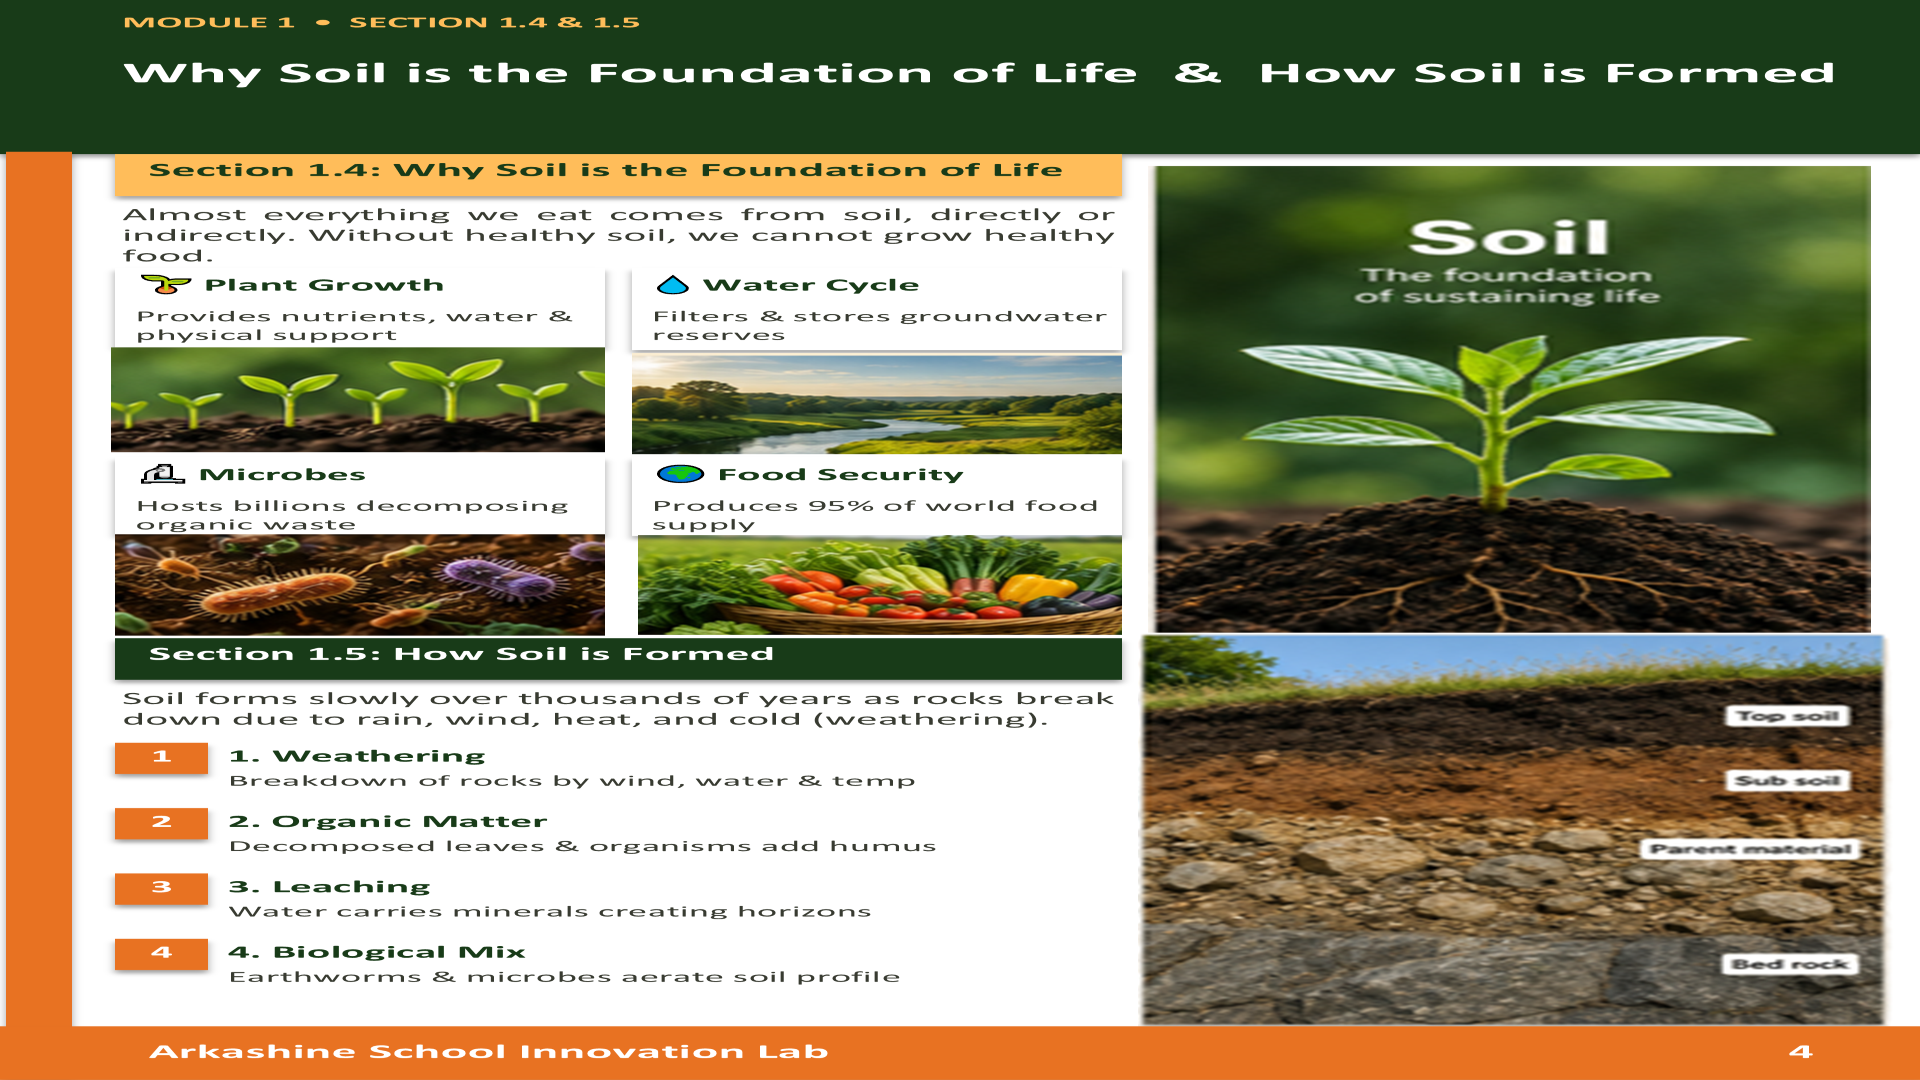 MODULE 1 • SECTION 1.4 & 1.5
Why Soil is the Foundation of Life & How Soil is Formed
Section 1.4: Why Soil is the Foundation of Life
Almost everything we eat comes from soil, directly or
indirectly. Without healthy soil, we cannot grow healthy
food.
Plant Growth
Provides nutrients, water &
physical support
Water Cycle
Filters & stores groundwater
reserves
Microbes
Hosts billions decomposing
organic waste
Food Security
Produces 95% of world food
supply
Soil
The foundation
of sustaining life
Section 1.5: How Soil is Formed
Soil forms slowly over thousands of years as rocks break
down due to rain, wind, heat, and cold (weathering).
1
1. Weathering
Breakdown of rocks by wind, water & temp
2
2. Organic Matter
Decomposed leaves & organisms add humus
3
3. Leaching
Water carries minerals creating horizons
4
4. Biological Mix
Earthworms & microbes aerate soil profile
Top soil
Sub soil
Parent material
Bed rock
Arkashine School Innovation Lab
4